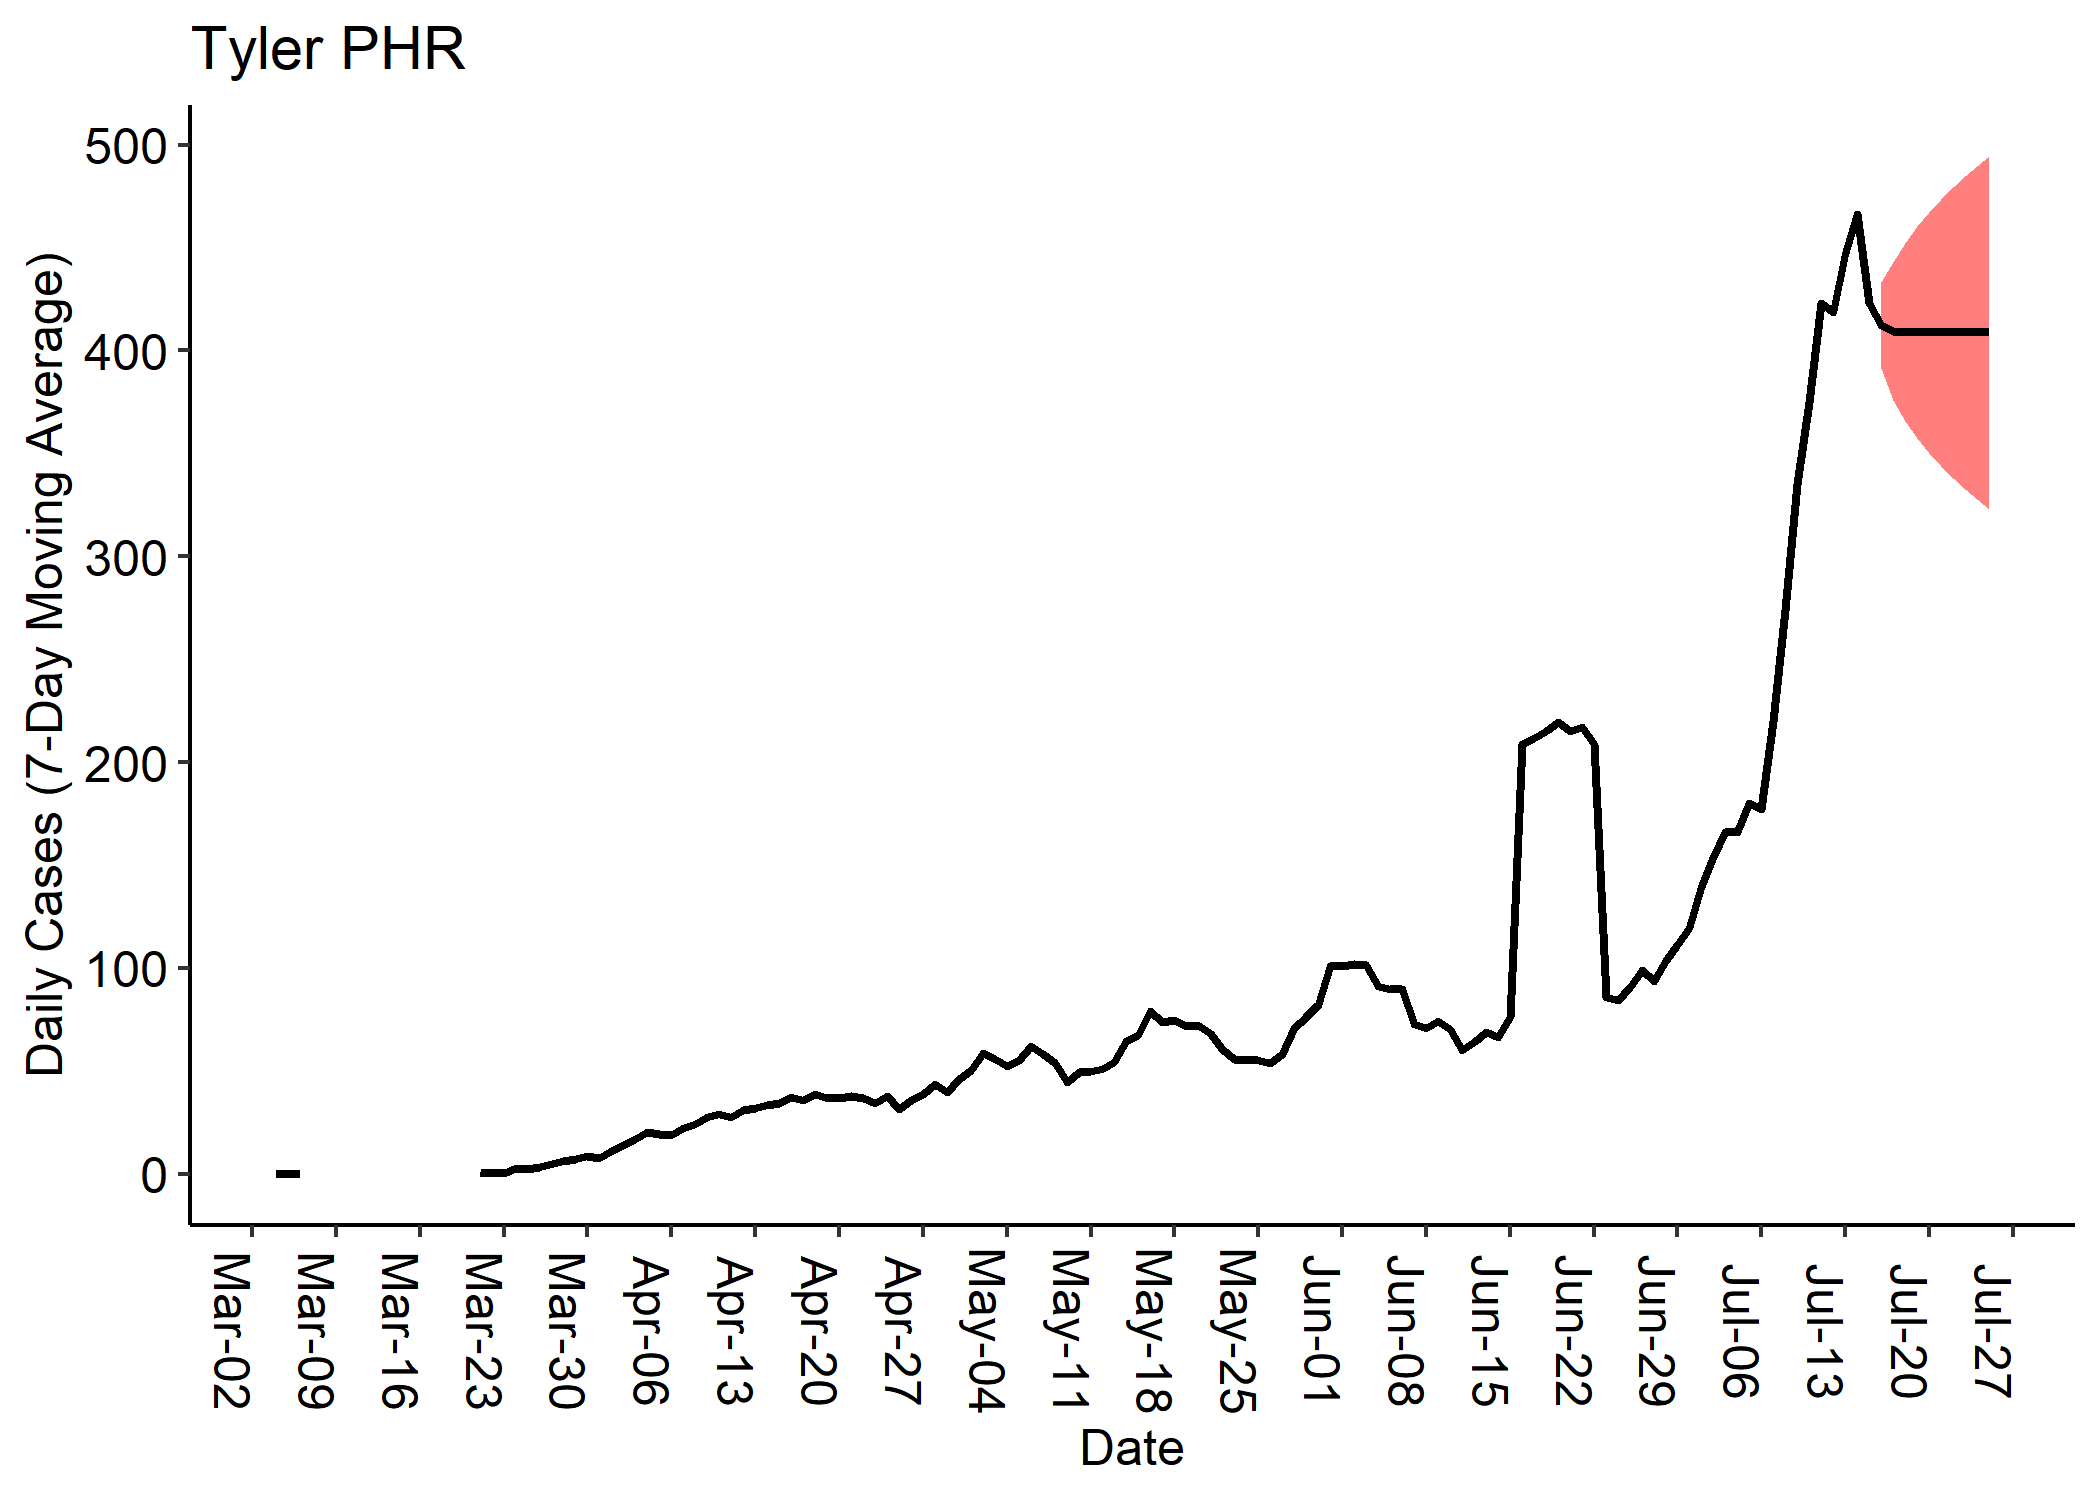 Tyler PHR
Daily Cases (7-Day Moving Average)
500
400
300
200
100
0
Mar-02
Mar-09
Mar-16
Mar-23
Mar-30
Apr-06
Apr-13
Apr-20
Apr-27
May-04
May-11
May-18
May-25
Jun-01
Jun-08
Jun-15
Jun-22
Jun-29
Jul-06
Jul-13
Jul-20
Jul-27
Date